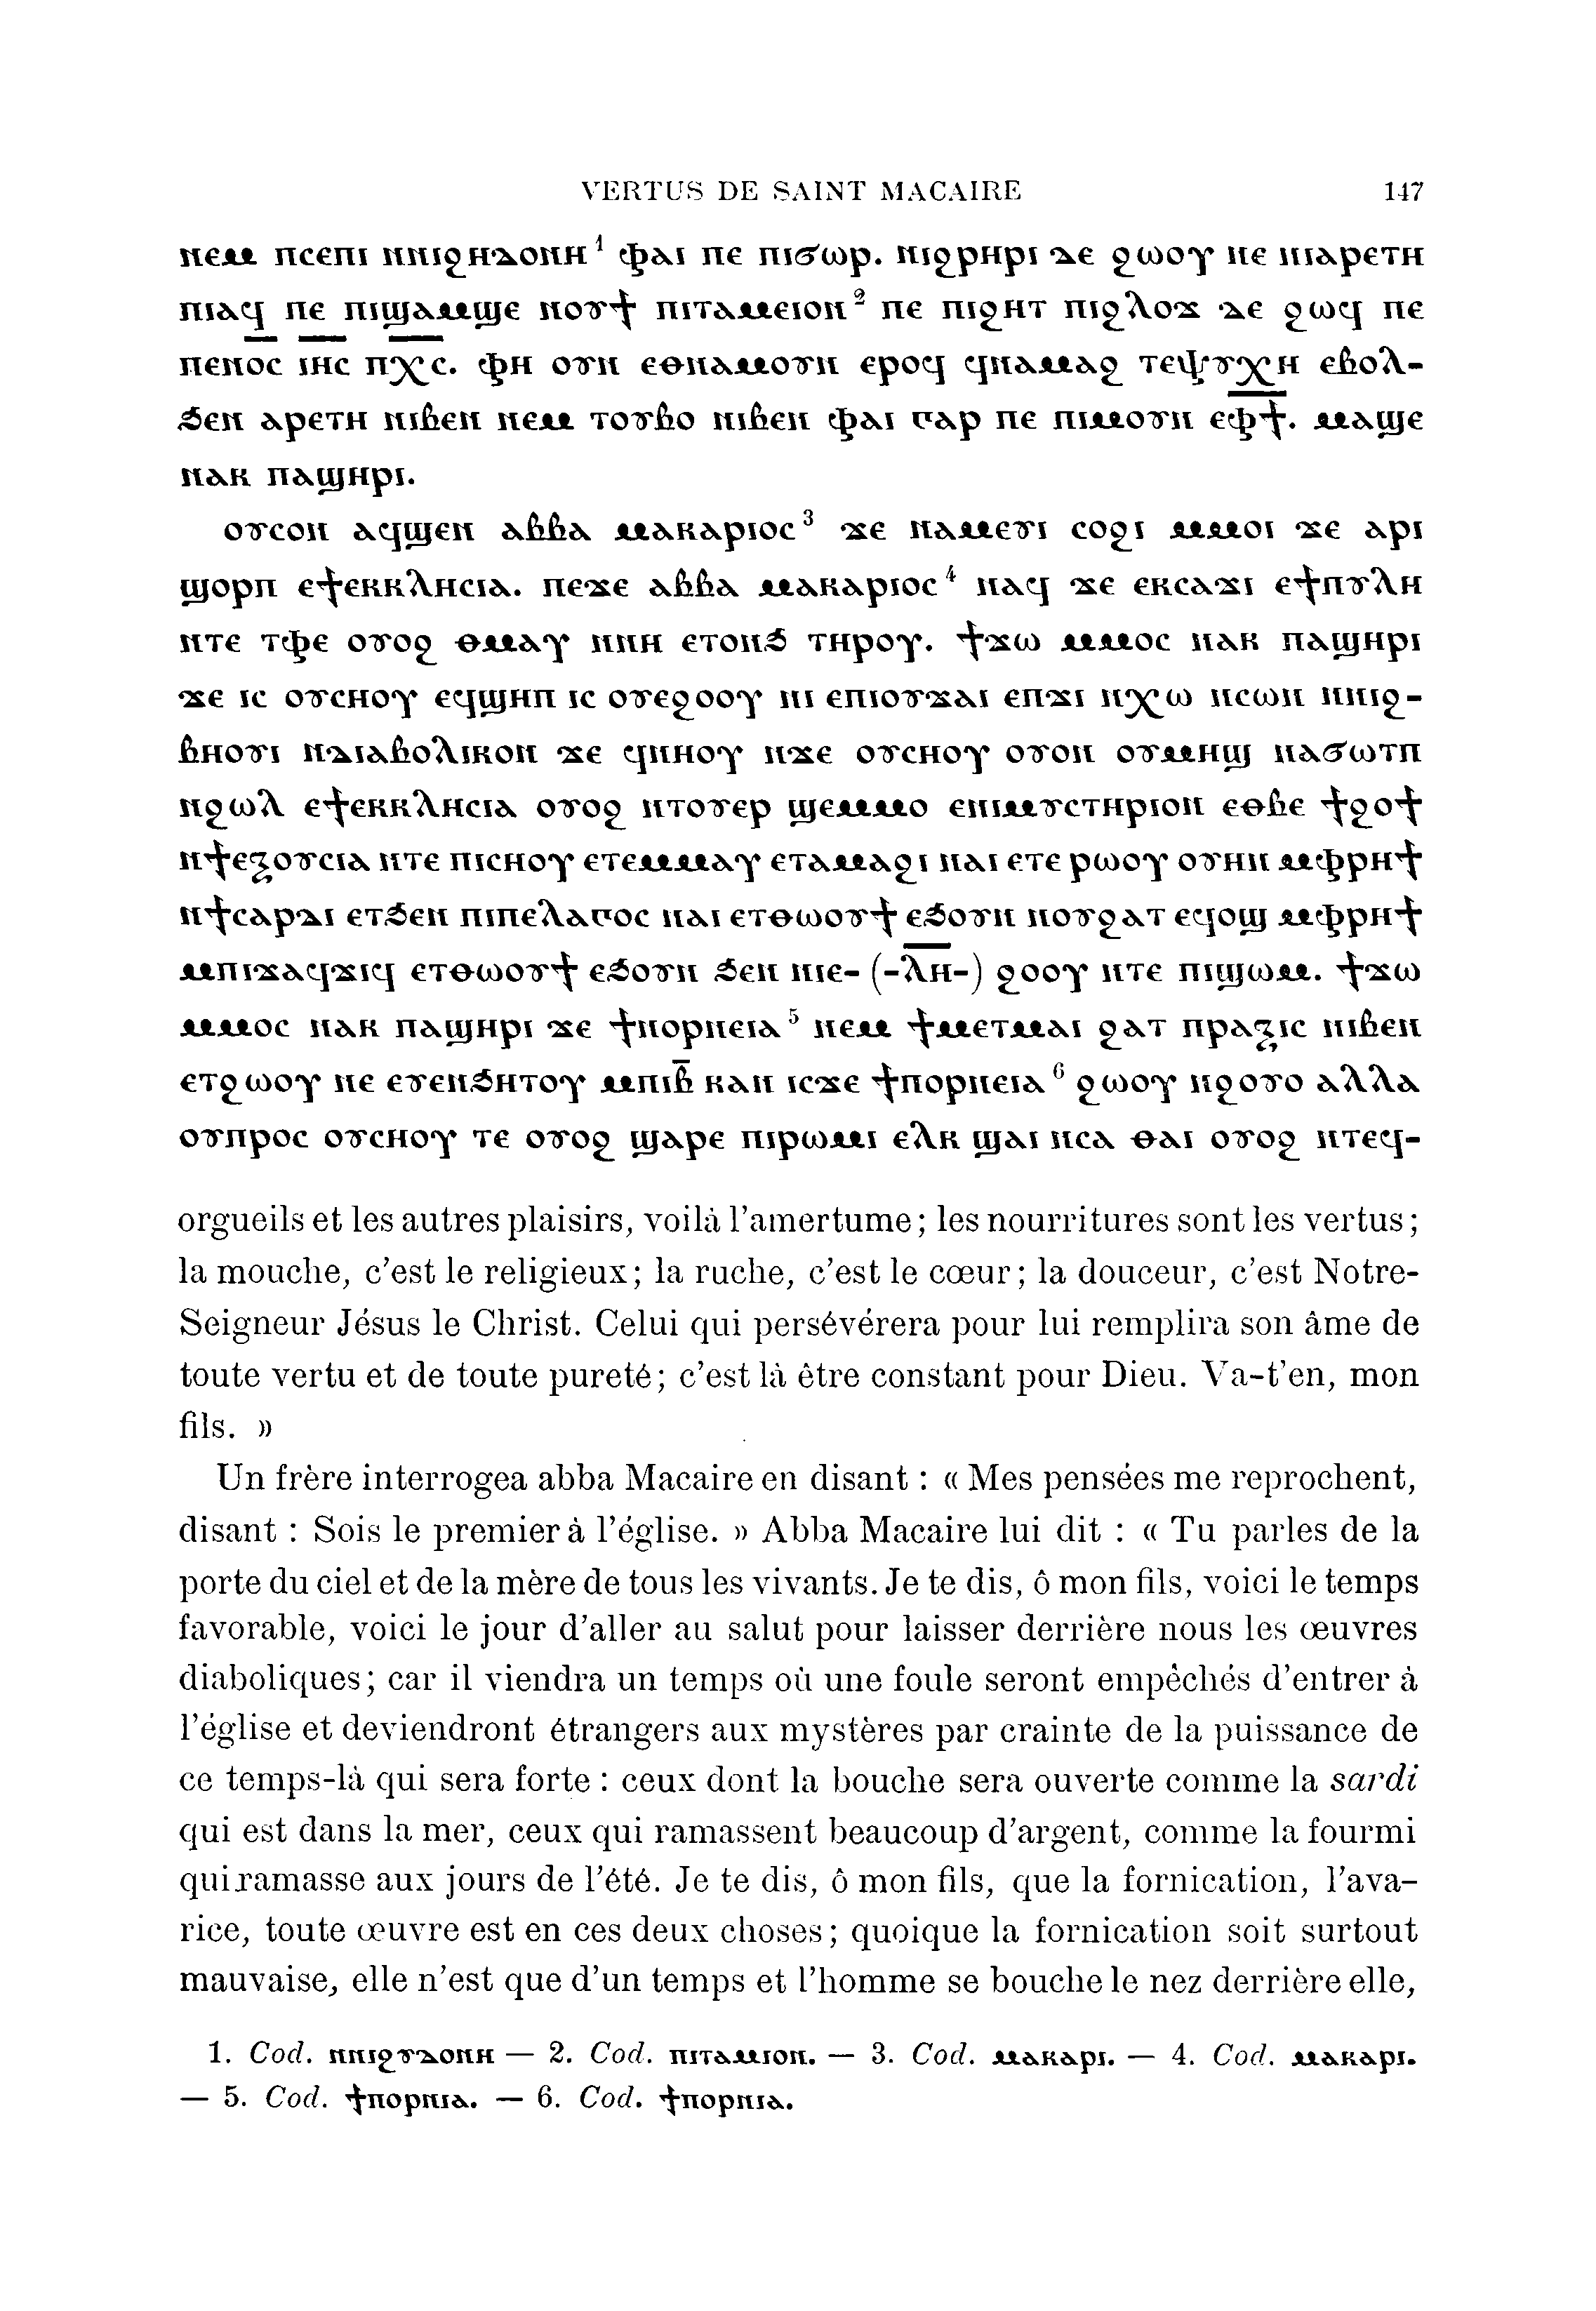 VERTUS DE SAINT MACAIRE 147
ⲛⲉⲙ ⲡⲥⲉⲡⲓ ⲛⲛⲓϩⲏⲇⲟⲛⲏ¹ ⲫⲁⲓ ⲡⲉ ⲡⲓϭⲱⲣ. ⲛⲓϩⲣⲏⲣⲓ ⲇⲉ ϩⲱⲟⲩ ⲛⲉ ⲛⲓⲁⲣⲉⲧⲏ
ⲡⲓⲁϥ ⲡⲉ ⲡⲓϣⲁⲙϣⲉ ⲛⲟⲩϯ ⲡⲓⲧⲁⲙⲉⲓⲟⲛ² ⲡⲉ ⲡⲓϩⲏⲧ ⲡⲓϩⲗⲟϫ ⲇⲉ ϩⲱϥ ⲡⲉ
ⲡⲉⲛⲟ̅ⲥ̅ ⲓ̅ⲏ̅ⲥ̅ ⲡⲭ̅ⲥ̅. ⲫⲏ ⲟⲩⲛ ⲉⲑⲛⲁⲙⲟⲩⲛ ⲉⲣⲟϥ ϥⲛⲁⲙⲁϩ ⲧⲉϥⲯⲩⲭⲏ ⲉⲃⲟⲗ-
ϧⲉⲛ ⲁⲣⲉⲧⲏ ⲛⲓⲃⲉⲛ ⲛⲉⲙ ⲧⲟⲩⲃⲟ ⲛⲓⲃⲉⲛ ⲫⲁⲓ ⲅⲁⲣ ⲡⲉ ⲡⲓⲙⲟⲩⲛ ⲉⲫ̅ϯ̅. ⲙⲁϣⲉ
ⲛⲁⲕ ⲡⲁϣⲏⲣⲓ.
ⲟⲩⲥⲟⲛ ⲁϥϣⲉⲛ ⲁⲃⲃⲁ ⲙⲁⲕⲁⲣⲓⲟⲥ³ ϫⲉ ⲛⲁⲙⲉⲩⲓ ⲥⲟϩⲓ ⲙⲙⲟⲓ ϫⲉ ⲁⲣⲓ
ϣⲟⲣⲡ ⲉϯⲉⲕⲕⲗⲏⲥⲓⲁ. ⲡⲉϫⲉ ⲁⲃⲃⲁ ⲙⲁⲕⲁⲣⲓⲟⲥ⁴ ⲛⲁϥ ϫⲉ ⲉⲕⲥⲁϫⲓ ⲉϯⲡⲩⲗⲏ
ⲛⲧⲉ ⲧⲫⲉ ⲟⲩⲟϩ ⲑⲙⲁⲩ ⲛⲛⲏ ⲉⲧⲟⲛϧ ⲧⲏⲣⲟⲩ. ϯϫⲱ ⲙⲙⲟⲥ ⲛⲁⲕ ⲡⲁϣⲏⲣⲓ
ϫⲉ ⲓⲥ ⲟⲩⲥⲏⲟⲩ ⲉϥϣⲏⲡ ⲓⲥ ⲟⲩⲉϩⲟⲟⲩ ⲛⲓ ⲉⲡⲓⲟⲩϫⲁⲓ ⲉⲡϫⲓ ⲛⲭⲱ ⲛⲥⲱⲛ ⲛⲛⲓϩ-
ⲃⲏⲟⲩⲓ ⲛⲇⲓⲁⲃⲟⲗⲓⲕⲟⲛ ϫⲉ ϥⲛⲏⲟⲩ ⲛϫⲉ ⲟⲩⲥⲏⲟⲩ ⲟⲩⲟⲛ ⲟⲩⲙⲏϣ ⲛⲁϭⲱⲧⲡ
ⲛϩⲱⲗ ⲉϯⲉⲕⲕⲗⲏⲥⲓⲁ ⲟⲩⲟϩ ⲛⲧⲟⲩⲉⲣ ϣⲉⲙⲙⲟ ⲉⲛⲓⲙⲩⲥⲧⲏⲣⲓⲟⲛ ⲉⲑⲃⲉ ϯϩⲟϯ
ⲛϯⲉⲝⲟⲩⲥⲓⲁ ⲛⲧⲉ ⲡⲓⲥⲏⲟⲩ ⲉⲧⲉⲙⲙⲁⲩ ⲉⲧⲁⲙⲁϩⲓ ⲛⲁⲓ ⲉⲧⲉ ⲣⲱⲟⲩ ⲟⲩⲏⲛ ⲙⲫⲣⲏϯ
ⲛϯⲥⲁⲣⲇⲓ ⲉⲧϧⲉⲛ ⲡⲓⲡⲉⲗⲁⲅⲟⲥ ⲛⲁⲓ ⲉⲧⲑⲱⲟⲩϯ ⲉϧⲟⲩⲛ ⲛⲟⲩϩⲁⲧ ⲉϥⲟϣ ⲙⲫⲣⲏϯ
ⲙⲡⲓϫⲁϥϫⲓϥ ⲉⲧⲑⲱⲟⲩϯ ⲉϧⲟⲩⲛ ϧⲉⲛ ⲛⲓⲉ- (-ⲗ̅ⲏ̅-) ϩⲟⲟⲩ ⲛⲧⲉ ⲡⲓϣⲱⲙ. ϯϫⲱ
ⲙⲙⲟⲥ ⲛⲁⲕ ⲡⲁϣⲏⲣⲓ ϫⲉ ϯⲡⲟⲣⲛⲉⲓⲁ⁵ ⲛⲉⲙ ϯⲙⲉⲧⲙⲁⲓ ϩⲁⲧ ⲡⲣⲁⲝⲓⲥ ⲛⲓⲃⲉⲛ
ⲉⲧϩⲱⲟⲩ ⲛⲉ ⲉⲩⲉⲛϧⲏⲧⲟⲩ ⲙⲡⲓⲃ̅ ⲕⲁⲛ ⲓⲥϫⲉ ϯⲡⲟⲣⲛⲉⲓⲁ⁶ ϩⲱⲟⲩ ⲛϩⲟⲩⲟ ⲁⲗⲗⲁ
ⲟⲩⲡⲣⲟⲥ ⲟⲩⲥⲏⲟⲩ ⲧⲉ ⲟⲩⲟϩ ϣⲁⲣⲉ ⲡⲓⲣⲱⲙⲓ ⲉⲗⲕ ϣⲁⲓ ⲛⲥⲁ ⲑⲁⲓ ⲟⲩⲟϩ ⲛⲧⲉϥ-
orgueils et les autres plaisirs, voilà l'amertume ; les nourritures sont les vertus ;
la mouche, c'est le religieux ; la ruche, c'est le cœur ; la douceur, c'est Notre-
Seigneur Jésus le Christ. Celui qui persévérera pour lui remplira son âme de
toute vertu et de toute pureté ; c'est là être constant pour Dieu. Va-t'en, mon
fils. »
Un frère interrogea abba Macaire en disant : « Mes pensées me reprochent,
disant : Sois le premier à l'église. » Abba Macaire lui dit : « Tu parles de la
porte du ciel et de la mère de tous les vivants. Je te dis, ô mon fils, voici le temps
favorable, voici le jour d'aller au salut pour laisser derrière nous les œuvres
diaboliques ; car il viendra un temps où une foule seront empêchés d'entrer à
l'église et deviendront étrangers aux mystères par crainte de la puissance de
ce temps-là qui sera forte : ceux dont la bouche sera ouverte comme la sardi
qui est dans la mer, ceux qui ramassent beaucoup d'argent, comme la fourmi
qui ramasse aux jours de l'été. Je te dis, ô mon fils, que la fornication, l'ava-
rice, toute œuvre est en ces deux choses ; quoique la fornication soit surtout
mauvaise, elle n'est que d'un temps et l'homme se bouche le nez derrière elle,
1. Cod. ⲛⲛⲓϩⲩⲇⲟⲛⲏ — 2. Cod. ⲡⲓⲧⲁⲙⲓⲟⲛ. — 3. Cod. ⲙⲁⲕⲁⲣⲓ. — 4. Cod. ⲙⲁⲕⲁⲣⲓ.
— 5. Cod. ϯⲡⲟⲣⲛⲓⲁ. — 6. Cod. ϯⲡⲟⲣⲛⲓⲁ.